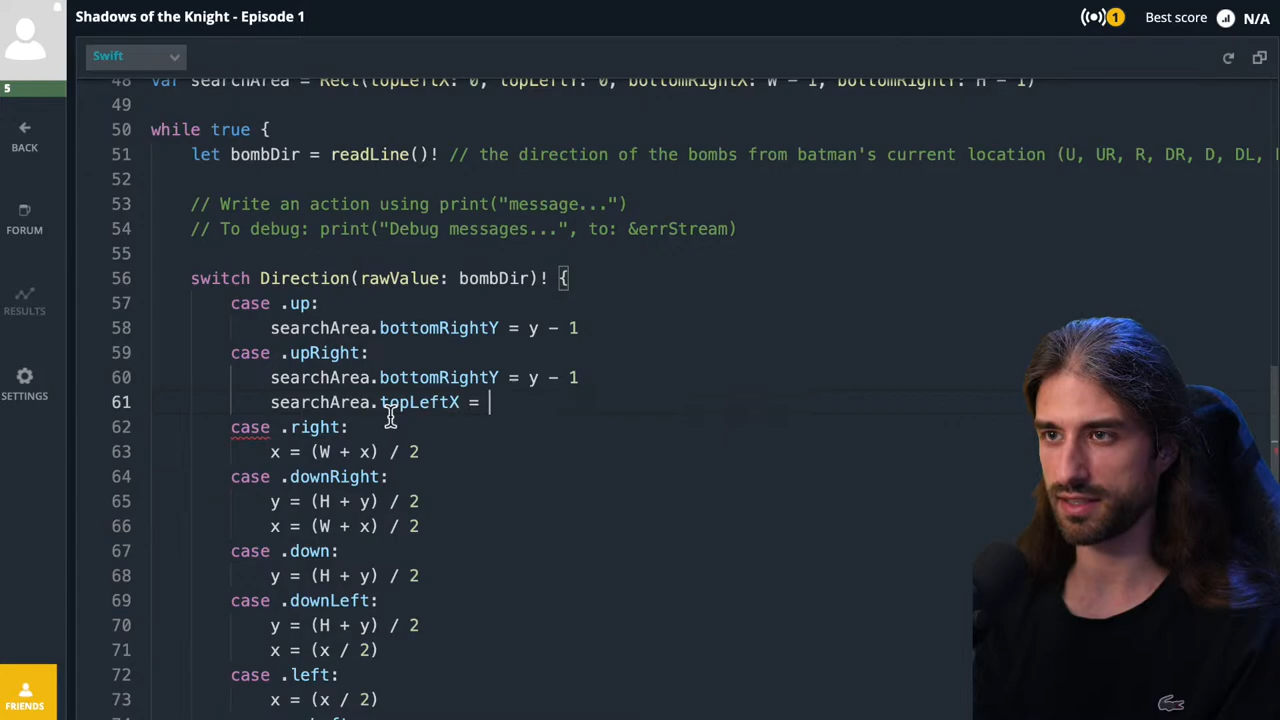 Shadows of the Knight - Episode 1
1
Best score
N/A
Swift
5
BACK
FORUM
RESULTS
SETTINGS
FRIENDS
48 var searchArea = Rect(topLeftX: 0, topLeftY: 0, bottomRightX: W - 1, bottomRightY: H - 1)
49
50 while true {
51 let bombDir = readLine()! // the direction of the bombs from batman's current location (U, UR, R, DR, D, DL,
52
53 // Write an action using print("message...")
54 // To debug: print("Debug messages...", to: &errStream)
55
56 switch Direction(rawValue: bombDir)! {
57 case .up:
58 searchArea.bottomRightY = y - 1
59 case .upRight:
60 searchArea.bottomRightY = y - 1
61 searchArea.topLeftX =
62 case .right:
63 x = (W + x) / 2
64 case .downRight:
65 y = (H + y) / 2
66 x = (W + x) / 2
67 case .down:
68 y = (H + y) / 2
69 case .downLeft:
70 y = (H + y) / 2
71 x = (x / 2)
72 case .left:
73 x = (x / 2)